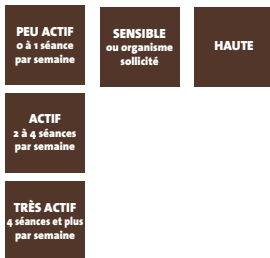 PEU ACTIF
0 à 1 séance
par semaine
SENSIBLE
ou organisme
sollicité
HAUTE
ACTIF
2 à 4 séances
par semaine
TRÈS ACTIF
4 séances et plus
par semaine